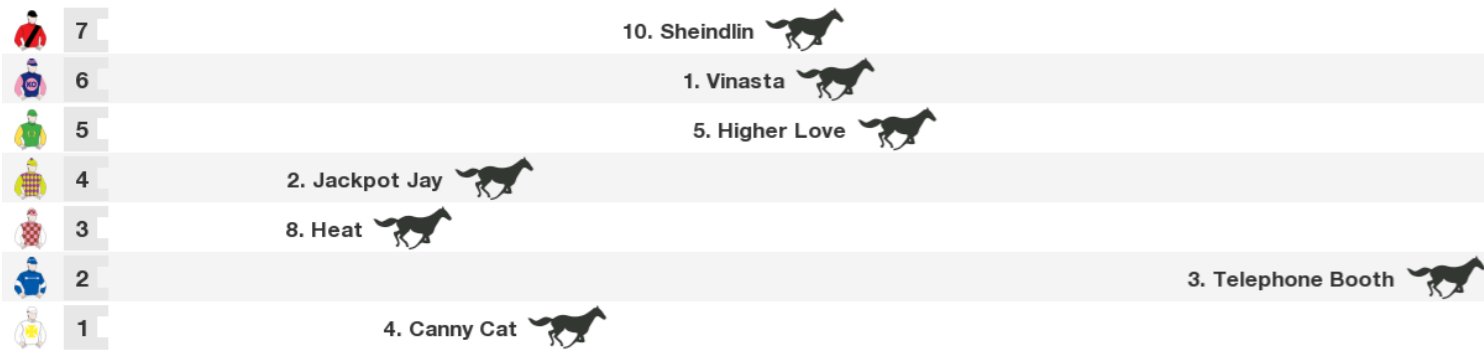 7 10. Sheindlin
6 1. Vinasta
5 5. Higher Love
4 2. Jackpot Jay
3 8. Heat
2 3. Telephone Booth
1 4. Canny Cat